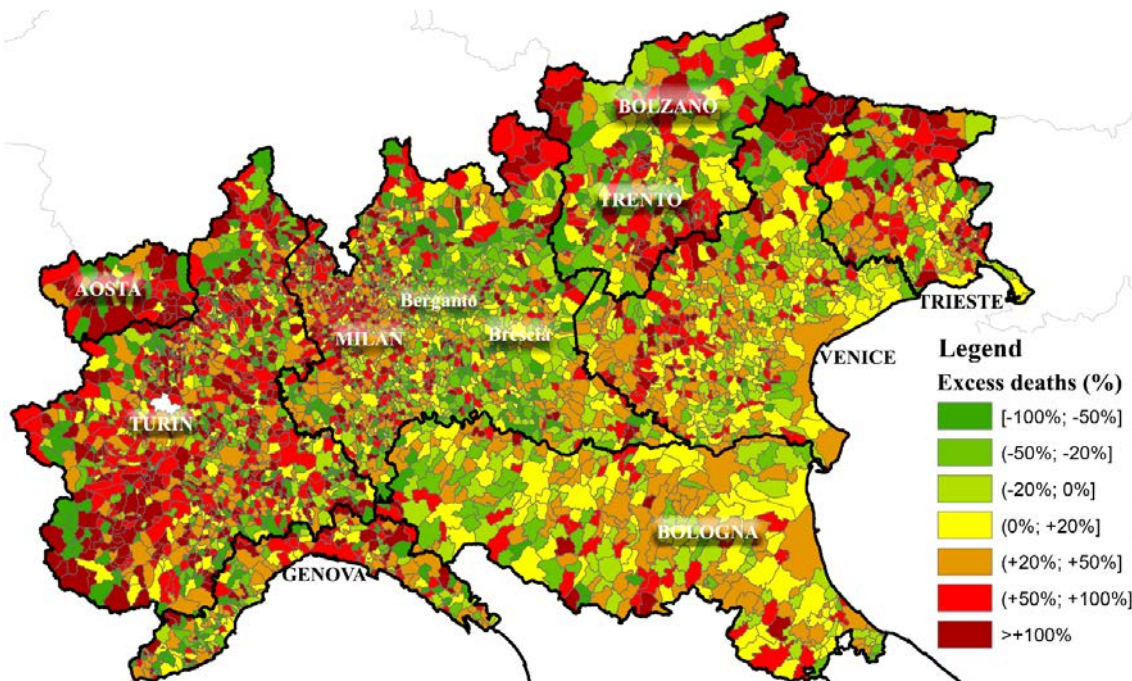 BOLZANO
TRENTO
AOSTA
Bergamo
TRIESTE
MILAN
Brescia
VENICE
TURIN
BOLOGNA
GENOVA
Legend
Excess deaths (%)
[-100%; -50%]
(-50%; -20%]
(-20%; 0%]
(0%; +20%]
(+20%; +50%]
(+50%; +100%]
>+100%